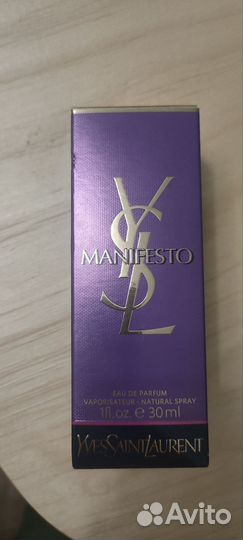 YSL
MANIFESTO
EAU DE PARFUM
VAPORISATEUR - NATURAL SPRAY
1fl.oz. e 30ml
YVESSAINTLAURENT
Avito